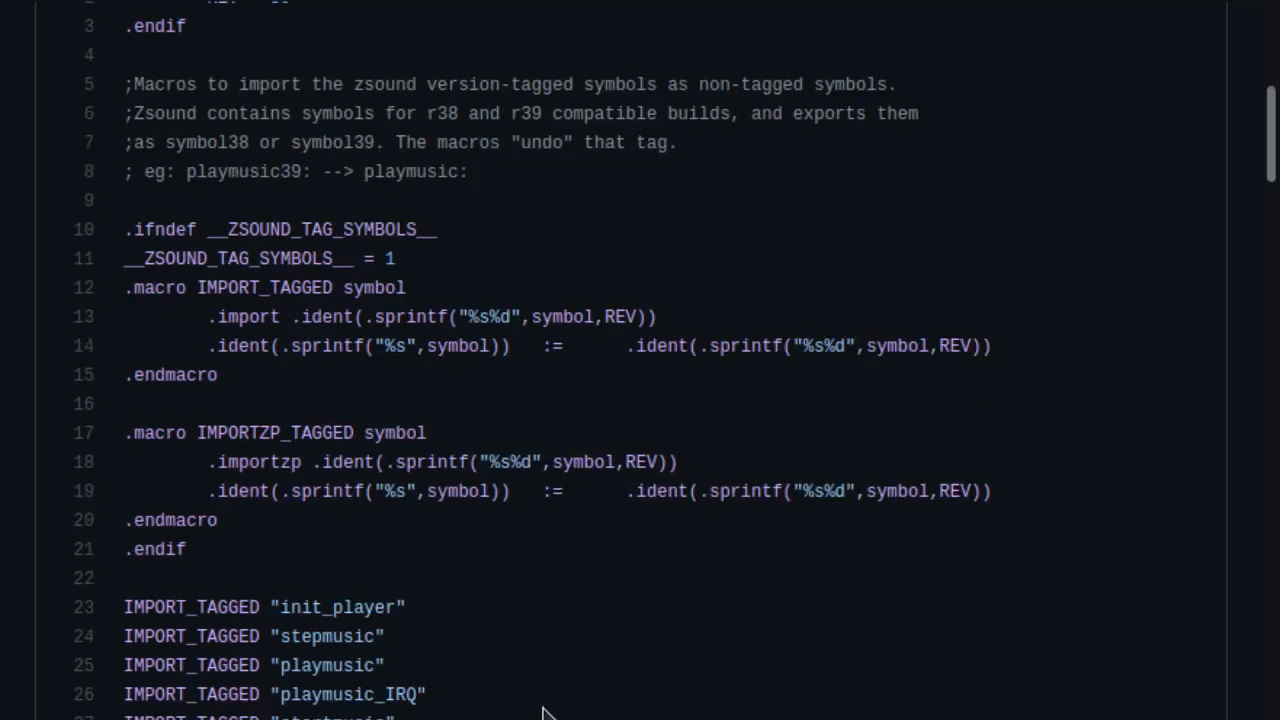 3 .endif
4
5 ;Macros to import the zsound version-tagged symbols as non-tagged symbols.
6 ;Zsound contains symbols for r38 and r39 compatible builds, and exports them
7 ;as symbol38 or symbol39. The macros "undo" that tag.
8 ; eg: playmusic39: --> playmusic:
9
10 .ifndef __ZSOUND_TAG_SYMBOLS__
11 __ZSOUND_TAG_SYMBOLS__ = 1
12 .macro IMPORT_TAGGED symbol
13 .import .ident(.sprintf("%s%d",symbol,REV))
14 .ident(.sprintf("%s",symbol)) := .ident(.sprintf("%s%d",symbol,REV))
15 .endmacro
16
17 .macro IMPORTZP_TAGGED symbol
18 .importzp .ident(.sprintf("%s%d",symbol,REV))
19 .ident(.sprintf("%s",symbol)) := .ident(.sprintf("%s%d",symbol,REV))
20 .endmacro
21 .endif
22
23 IMPORT_TAGGED "init_player"
24 IMPORT_TAGGED "stepmusic"
25 IMPORT_TAGGED "playmusic"
26 IMPORT_TAGGED "playmusic_IRQ"